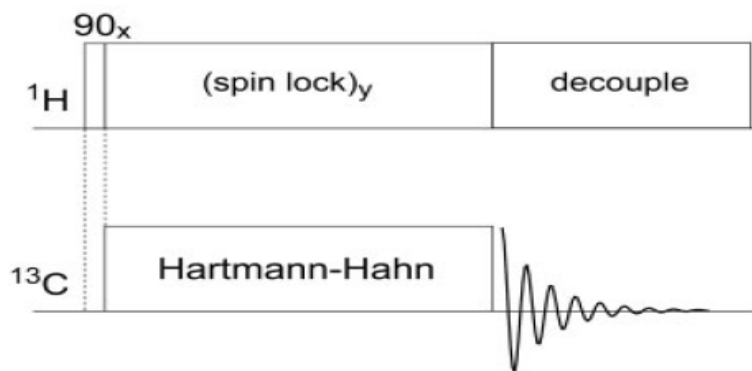 90ₓ
¹H
(spin lock)ᵧ
decouple
¹³C
Hartmann-Hahn